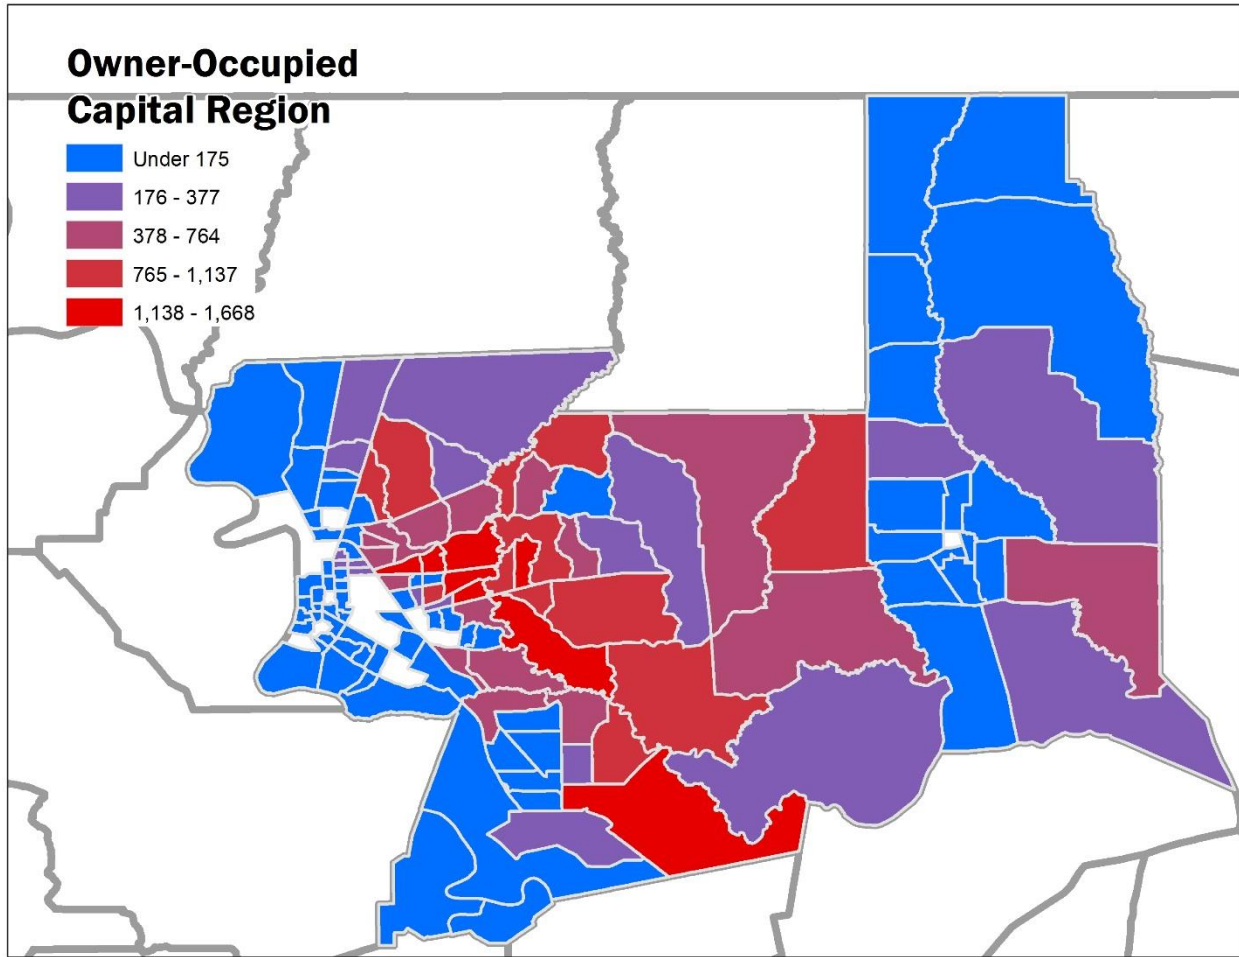 Owner-Occupied
Capital Region
Under 175
176 - 377
378 - 764
765 - 1,137
1,138 - 1,668